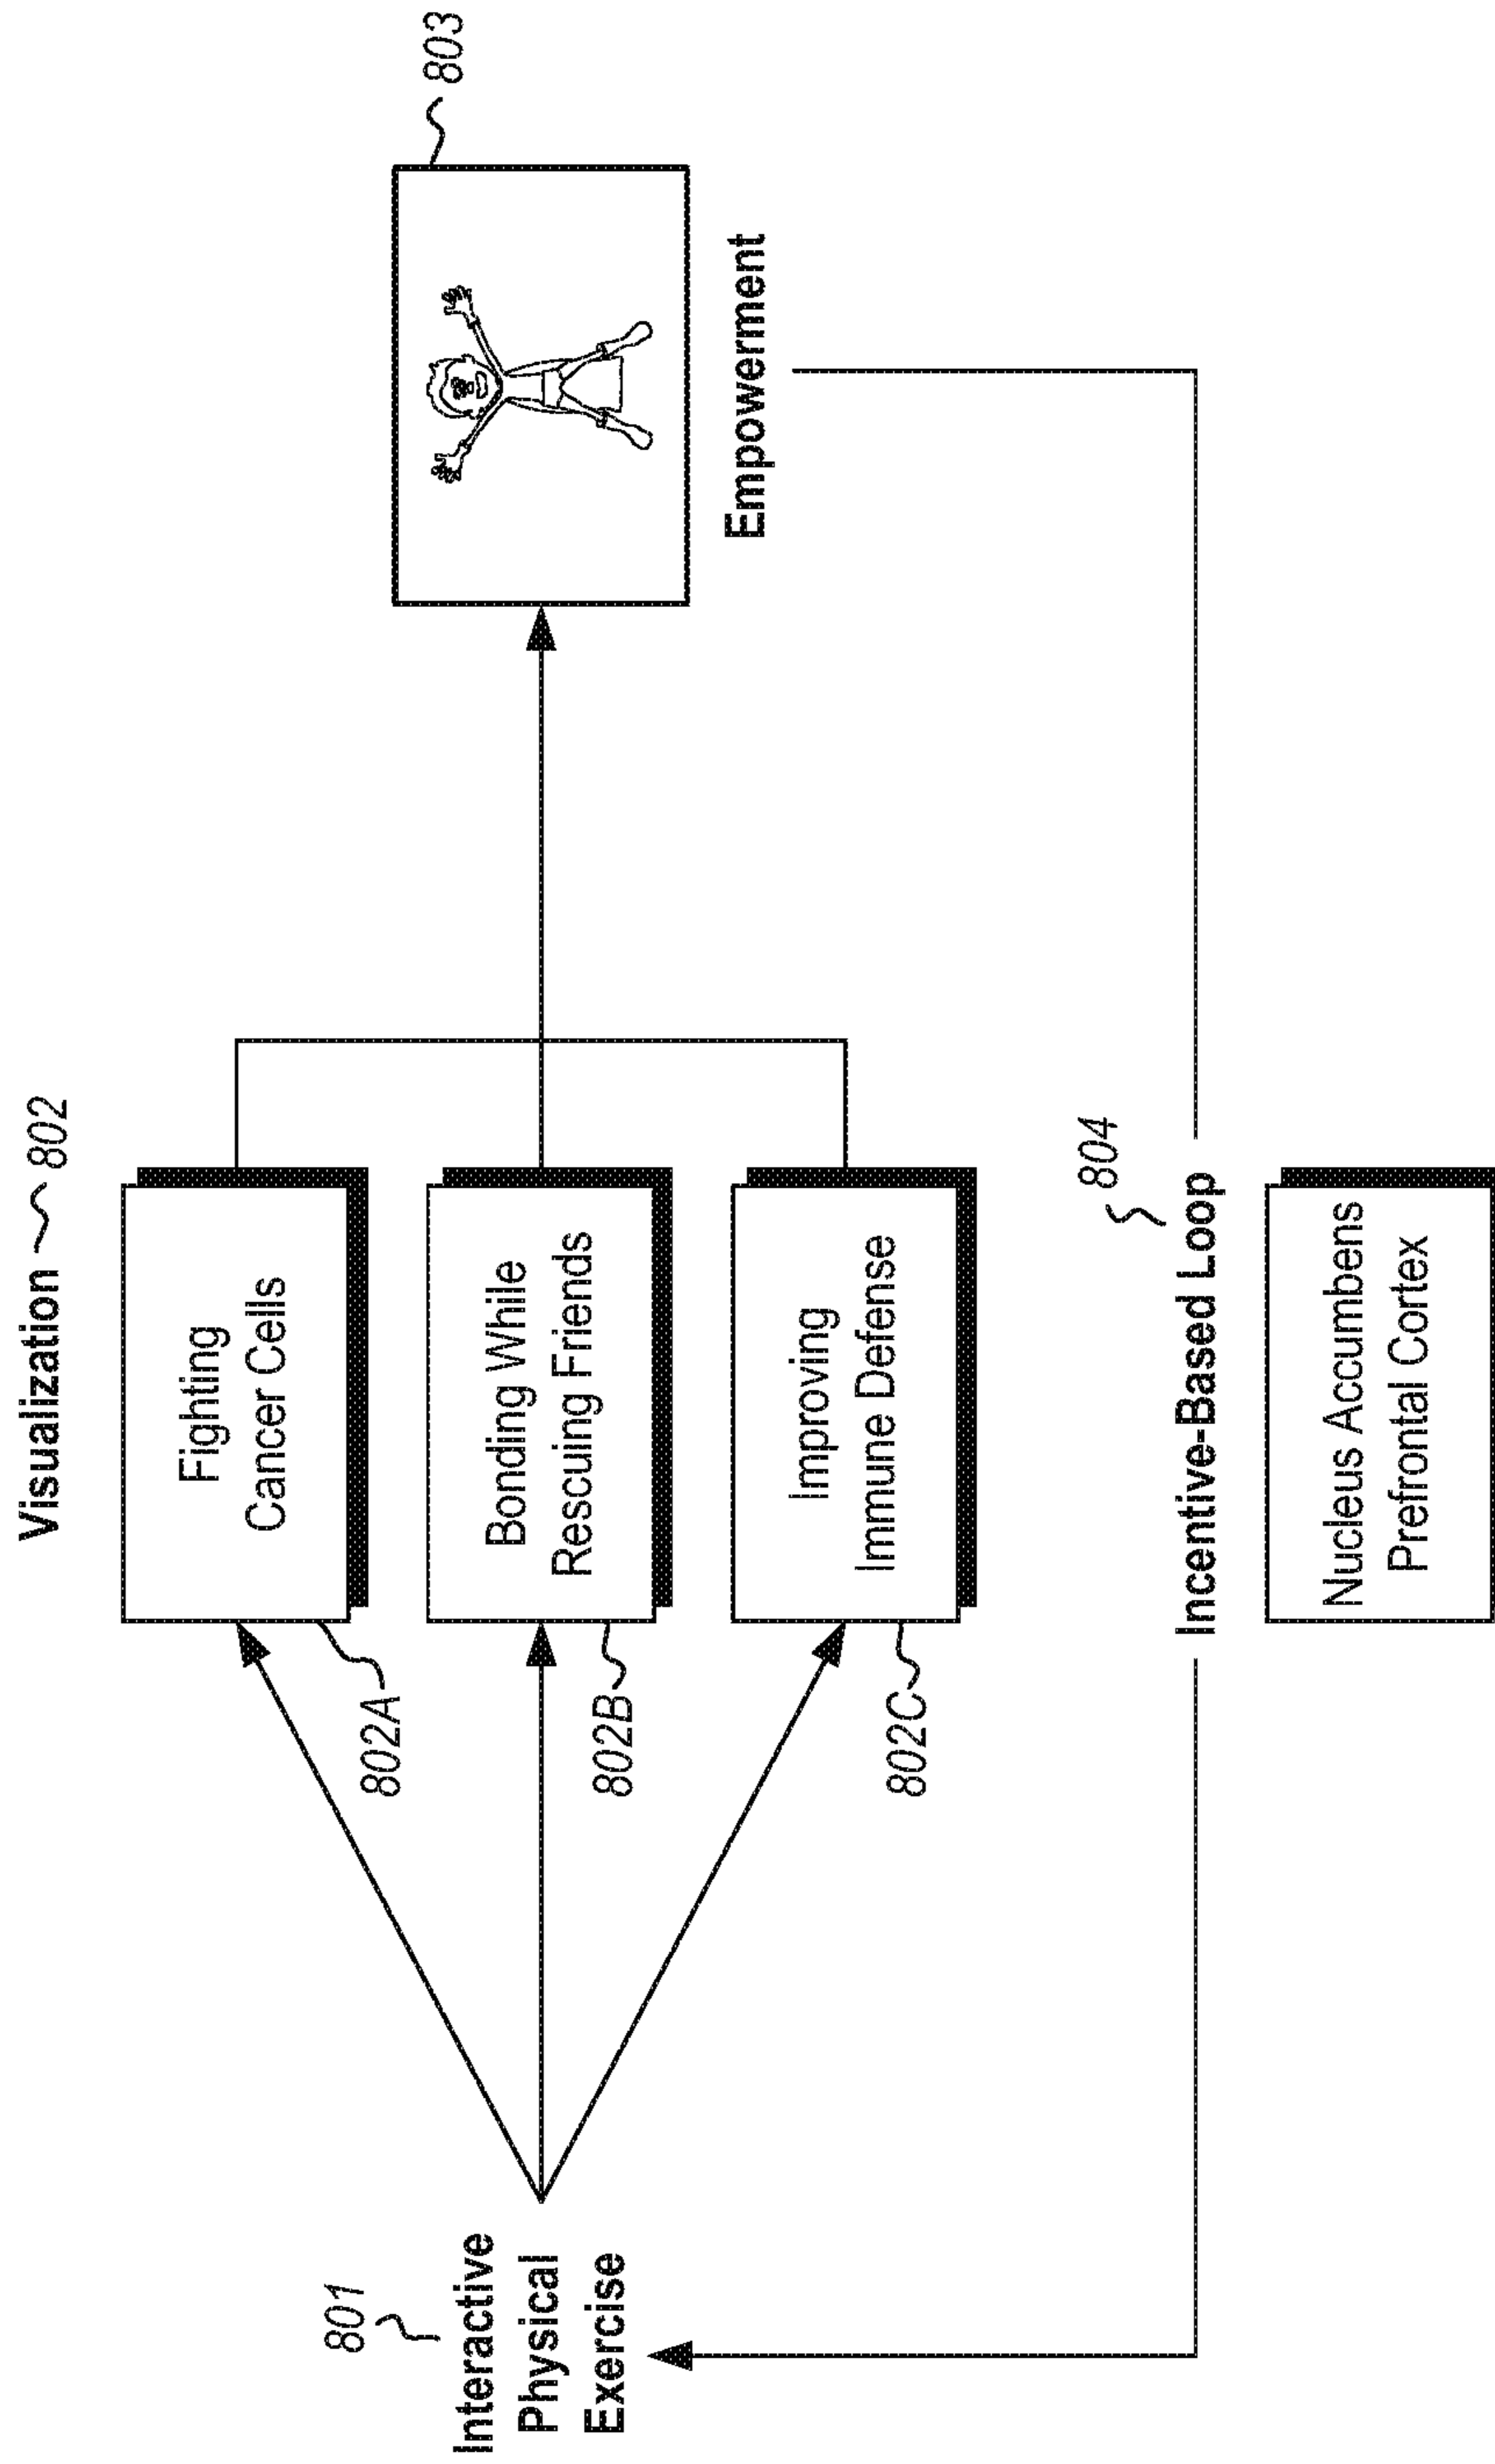 Visualization 802
Fighting
Cancer Cells
802A
Bonding While
Rescuing Friends
802B
Improving
Immune Defense
802C
801
Interactive
Physical
Exercise
803
Empowerment
804
Incentive-Based Loop
Nucleus Accumbens
Prefrontal Cortex